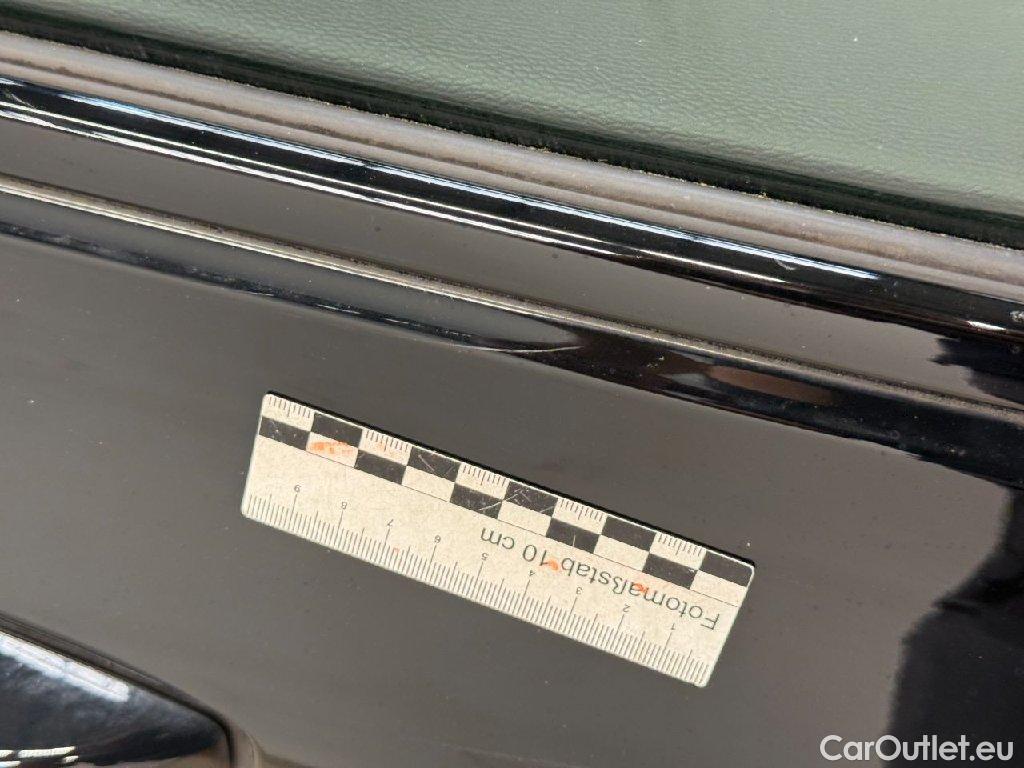 Fotomaßstab 10 cm
1 2 3 4 5 6 7 8 9
CarOutlet.eu